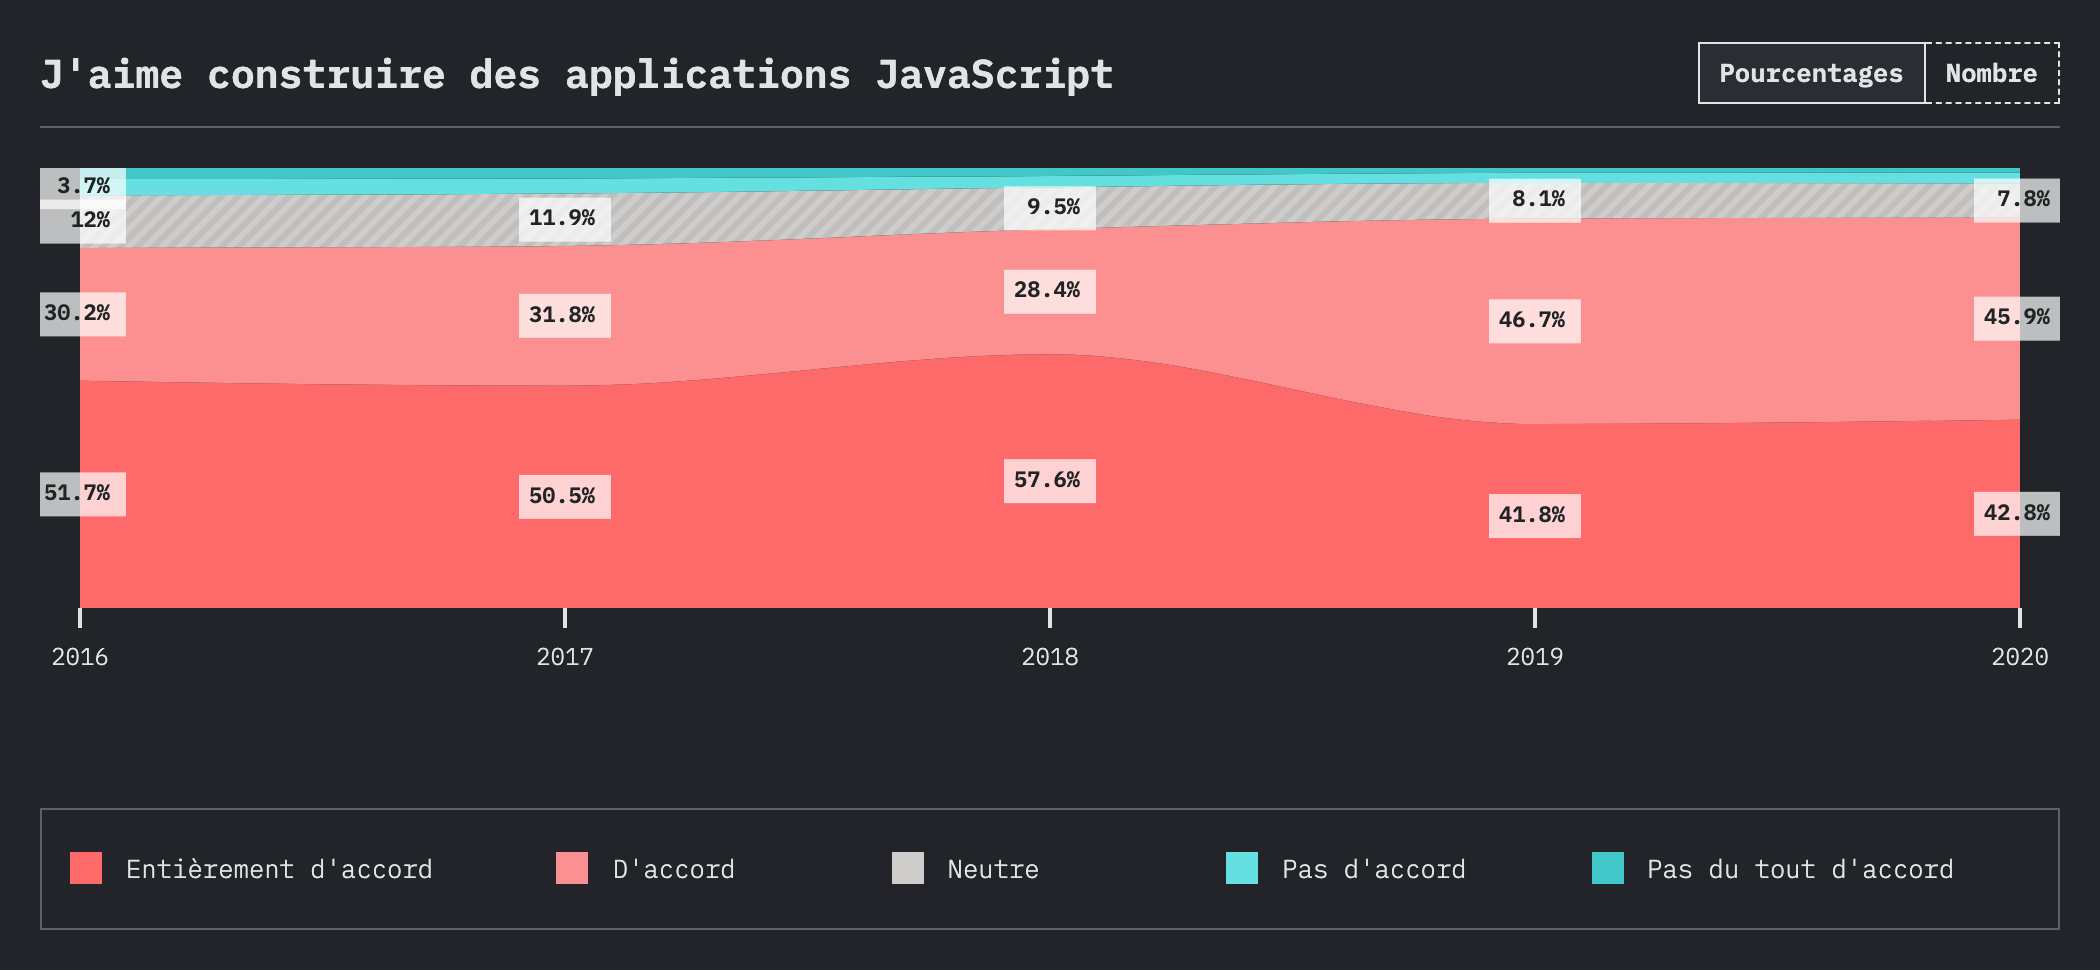 J'aime construire des applications JavaScript
Pourcentages Nombre
3.7%
12% 11.9% 9.5% 8.1% 7.8%
30.2% 31.8% 28.4% 46.7% 45.9%
51.7% 50.5% 57.6% 41.8% 42.8%
2016 2017 2018 2019 2020
Entièrement d'accord D'accord Neutre Pas d'accord Pas du tout d'accord